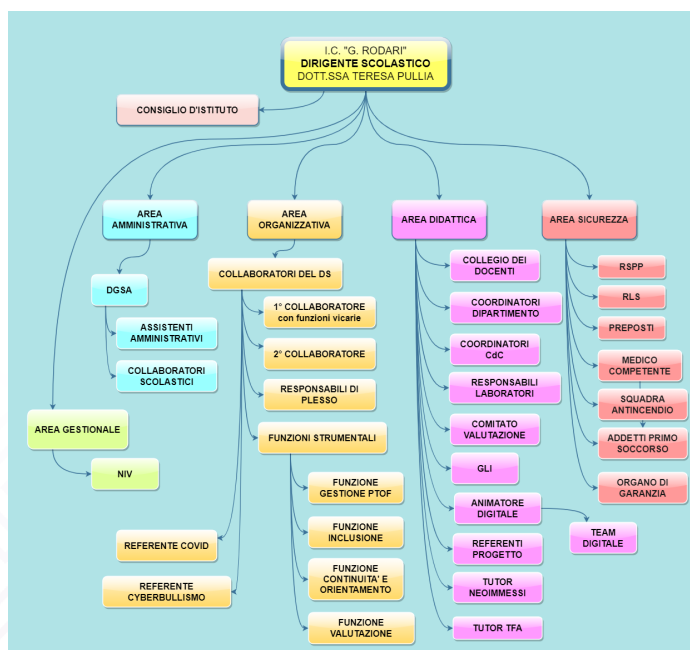 I.C. "G. RODARI"
DIRIGENTE SCOLASTICO
DOTT.SSA TERESA PULLIA
CONSIGLIO D'ISTITUTO
AREA
AMMINISTRATIVA
DGSA
ASSISTENTI
AMMINISTRATIVI
COLLABORATORI
SCOLASTICI
AREA GESTIONALE
NIV
AREA
ORGANIZZATIVA
COLLABORATORI DEL DS
1° COLLABORATORE
con funzioni vicarie
2° COLLABORATORE
RESPONSABILI DI
PLESSO
FUNZIONI STRUMENTALI
FUNZIONE
GESTIONE PTOF
FUNZIONE
INCLUSIONE
FUNZIONE
CONTINUITA' E
ORIENTAMENTO
FUNZIONE
VALUTAZIONE
REFERENTE COVID
REFERENTE
CYBERBULLISMO
AREA DIDATTICA
COLLEGIO DEI
DOCENTI
COORDINATORI
DIPARTIMENTO
COORDINATORI
CdC
RESPONSABILI
LABORATORI
COMITATO
VALUTAZIONE
GLI
ANIMATORE
DIGITALE
TEAM
DIGITALE
REFERENTI
PROGETTO
TUTOR
NEOIMMESSI
TUTOR TFA
AREA SICUREZZA
RSPP
RLS
PREPOSTI
MEDICO
COMPETENTE
SQUADRA
ANTINCENDIO
ADDETTI PRIMO
SOCCORSO
ORGANO DI
GARANZIA